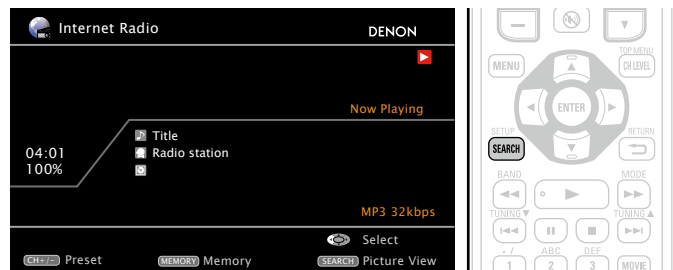 Internet Radio
DENON
Now Playing
Title
04:01
Radio station
100%
MP3 32kbps
Select
CH+/- Preset
MEMORY Memory
SEARCH Picture View
TOP MENU
MENU
CH LEVEL
ENTER
SETUP
RETURN
SEARCH
BAND
MODE
TUNING▼
TUNING▲
. /
ABC
DEF
1
2
3
MOVIE